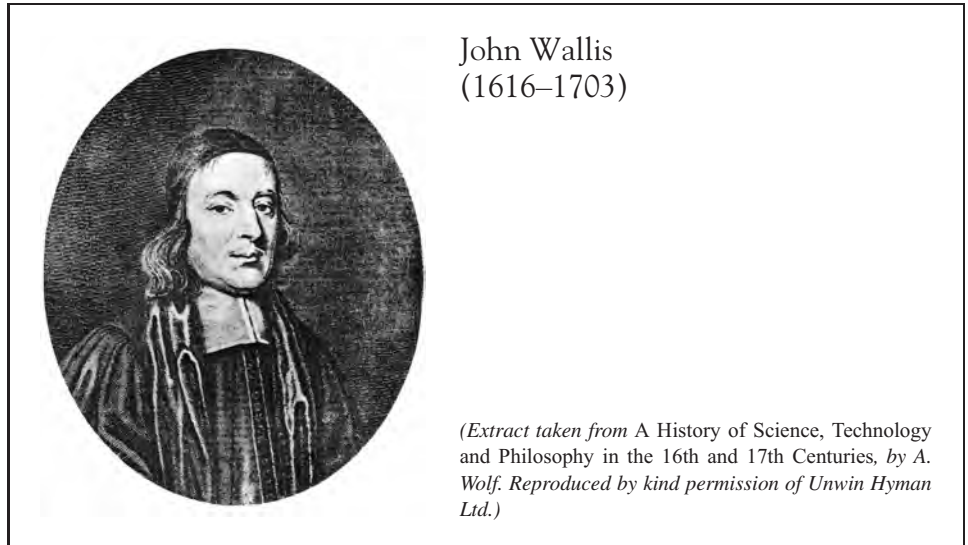 John Wallis
(1616–1703)
(Extract taken from A History of Science, Technology
and Philosophy in the 16th and 17th Centuries, by A.
Wolf. Reproduced by kind permission of Unwin Hyman
Ltd.)